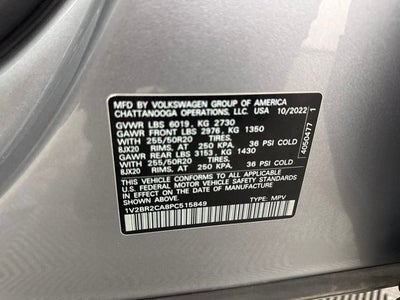 MFD. BY VOLKSWAGEN GROUP OF AMERICA
CHATTANOOGA OPERATIONS, LLC. USA 10/2022
GVWR LBS 6019, KG 2730
GAWR FRONT LBS 2976, KG 1350
WITH 255/50R20 TIRES,
8JX20 RIMS, AT 250 KPA/ 36 PSI COLD
GAWR REAR LBS 3153, KG 1430
WITH 255/50R20 TIRES,
8JX20 RIMS, AT 250 KPA/ 36 PSI COLD
THIS VEHICLE CONFORMS TO ALL APPLICABLE
U.S. FEDERAL MOTOR VEHICLE
SAFETY STANDARDS IN EFFECT ON THE DATE OF
MANUFACTURE SHOWN ABOVE.
1V2BR2CA8PC515849 TYPE: MPV
4050477 1